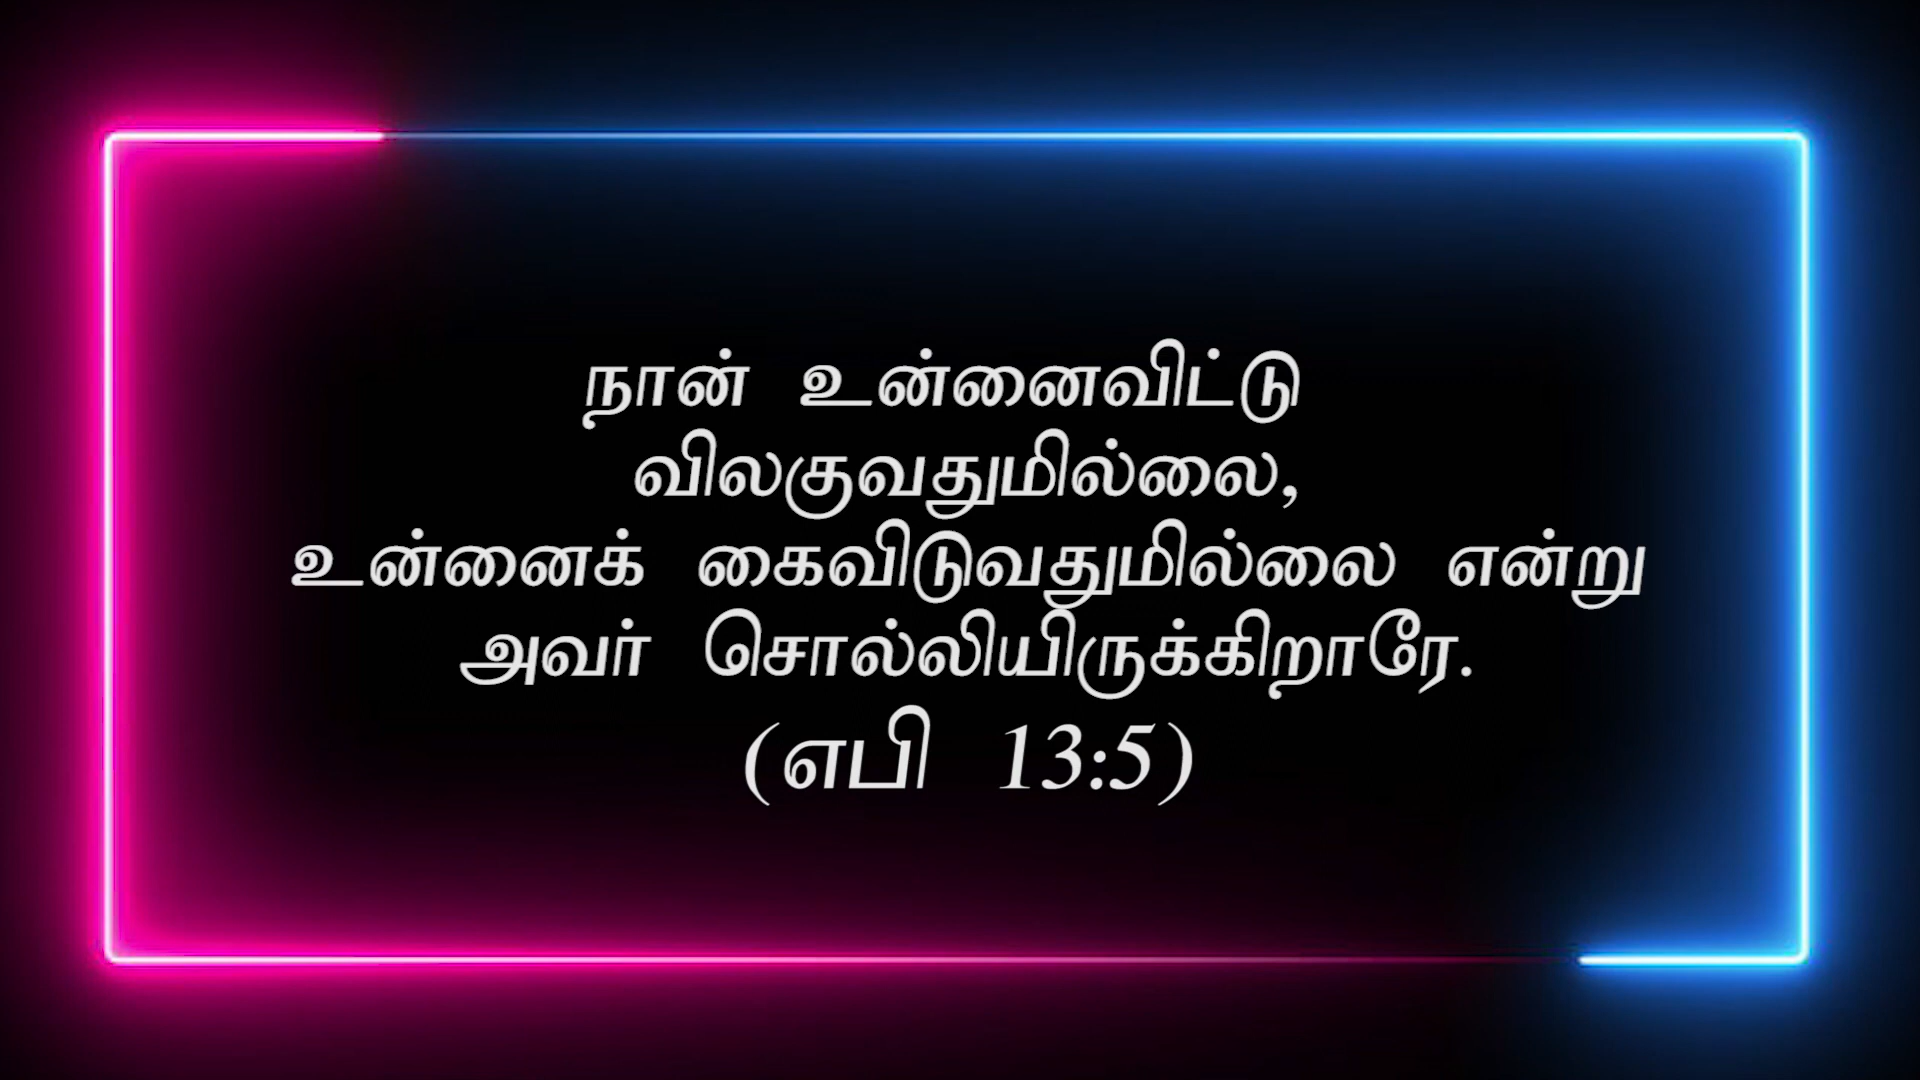 நான் உன்னைவிட்டு
விலகுவதுமில்லை,
உன்னைக் கைவிடுவதுமில்லை என்று
அவர் சொல்லியிருக்கிறாரே.
(எபி 13:5)